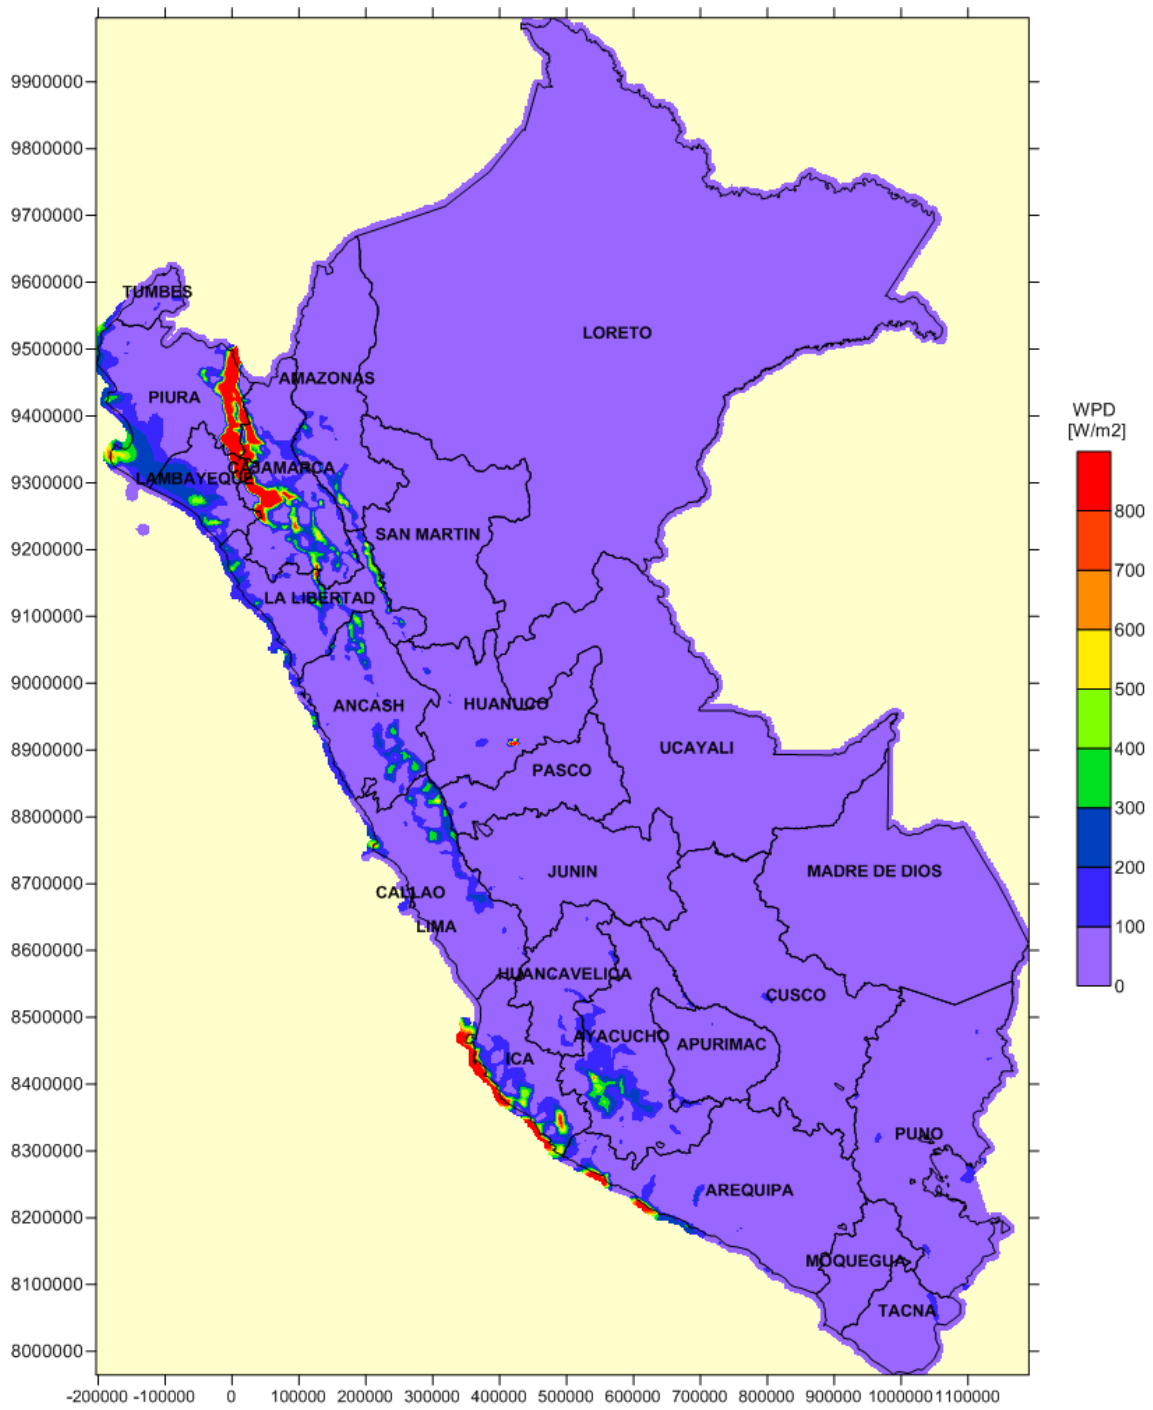 9900000
9800000
9700000
9600000
9500000
9400000
9300000
9200000
9100000
9000000
8900000
8800000
8700000
8600000
8500000
8400000
8300000
8200000
8100000
8000000
TUMBES
LORETO
AMAZONAS
PIURA
CAJAMARCA
LAMBAYEQUE
SAN MARTIN
LA LIBERTAD
ANCASH
HUANUCO
UCAYALI
PASCO
JUNIN
MADRE DE DIOS
CALLAO
LIMA
HUANCAVELICA
CUSCO
AYACUCHO
APURIMAC
ICA
PUNO
AREQUIPA
MOQUEGUA
TACNA
-200000 -100000 0 100000 200000 300000 400000 500000 600000 700000 800000 900000 1000000 1100000
WPD
[W/m2]
800
700
600
500
400
300
200
100
0